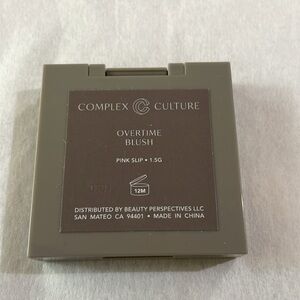 COMPLEX C CULTURE
OVERTIME
BLUSH
PINK SLIP • 1.5G
12M
DISTRIBUTED BY BEAUTY PERSPECTIVES LLC
SAN MATEO CA 94401 • MADE IN CHINA